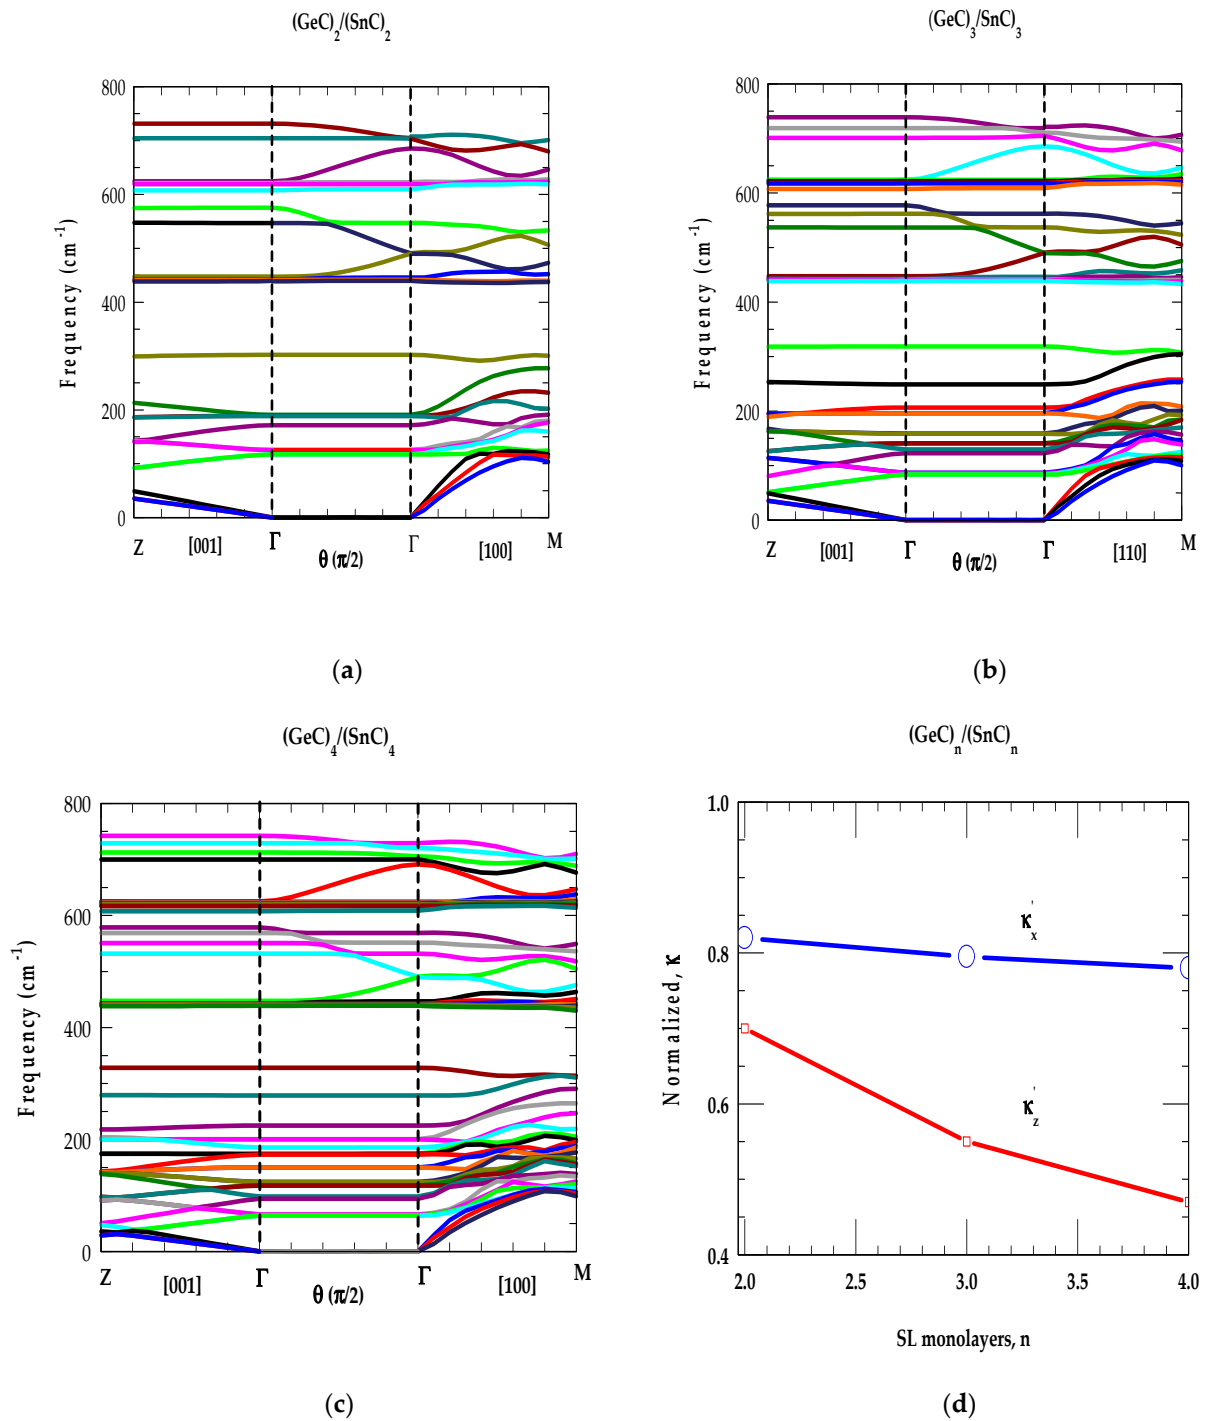 (GeC)2/(SnC)2
800
600
400
200
0
Frequency (cm-1)
Z [001] Γ θ (π/2) Γ [100] M
(a)
(GeC)3/SnC)3
800
600
400
200
0
Frequency (cm-1)
Z [001] Γ θ (π/2) Γ [110] M
(b)
(GeC)4/(SnC)4
800
600
400
200
0
Frequency (cm-1)
Z [001] Γ θ (π/2) Γ [100] M
(c)
(GeC)n/(SnC)n
1.0
0.8
0.6
0.4
Normalized, κ
κx'
κz'
2.0 2.5 3.0 3.5 4.0
SL monolayers, n
(d)